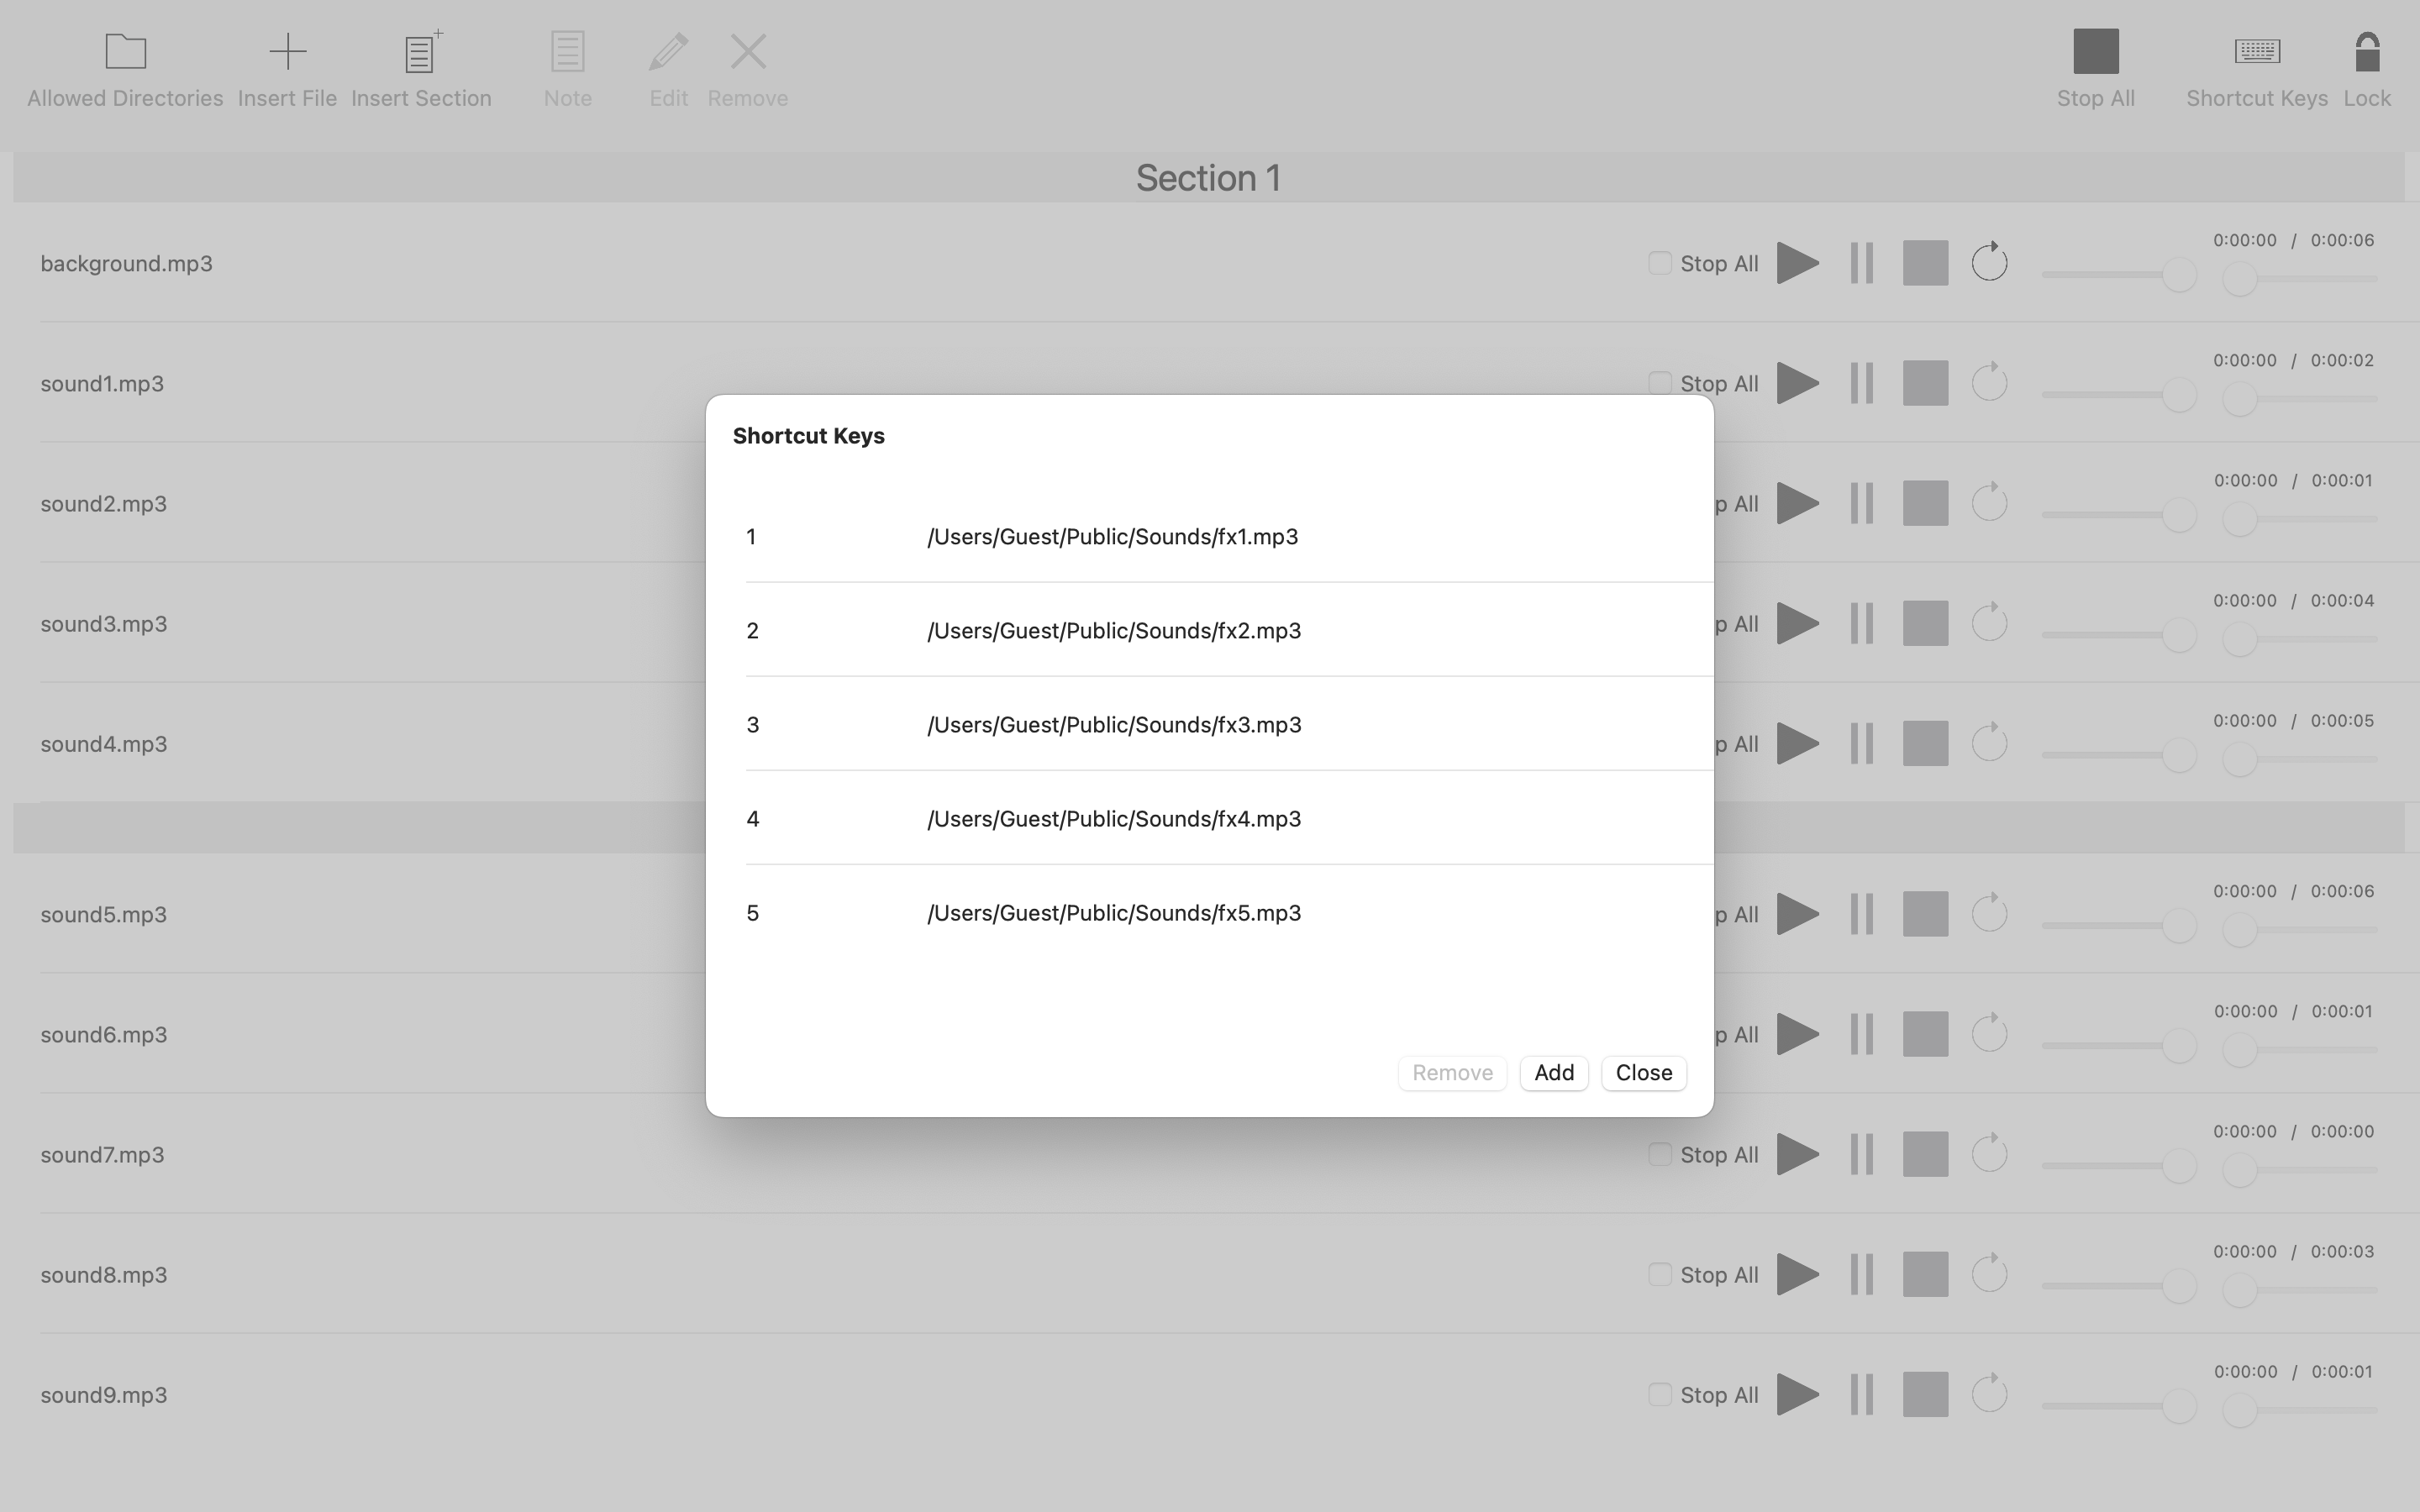 Allowed Directories Insert File Insert Section Note Edit Remove Stop All Shortcut Keys Lock
Section 1
background.mp3 Stop All 0:00:00 / 0:00:06
sound1.mp3 Stop All 0:00:00 / 0:00:02
sound2.mp3 p All 0:00:00 / 0:00:01
sound3.mp3 p All 0:00:00 / 0:00:04
sound4.mp3 p All 0:00:00 / 0:00:05
sound5.mp3 p All 0:00:00 / 0:00:06
sound6.mp3 p All 0:00:00 / 0:00:01
sound7.mp3 Stop All 0:00:00 / 0:00:00
sound8.mp3 Stop All 0:00:00 / 0:00:03
sound9.mp3 Stop All 0:00:00 / 0:00:01
Shortcut Keys
1 /Users/Guest/Public/Sounds/fx1.mp3
2 /Users/Guest/Public/Sounds/fx2.mp3
3 /Users/Guest/Public/Sounds/fx3.mp3
4 /Users/Guest/Public/Sounds/fx4.mp3
5 /Users/Guest/Public/Sounds/fx5.mp3
Remove Add Close